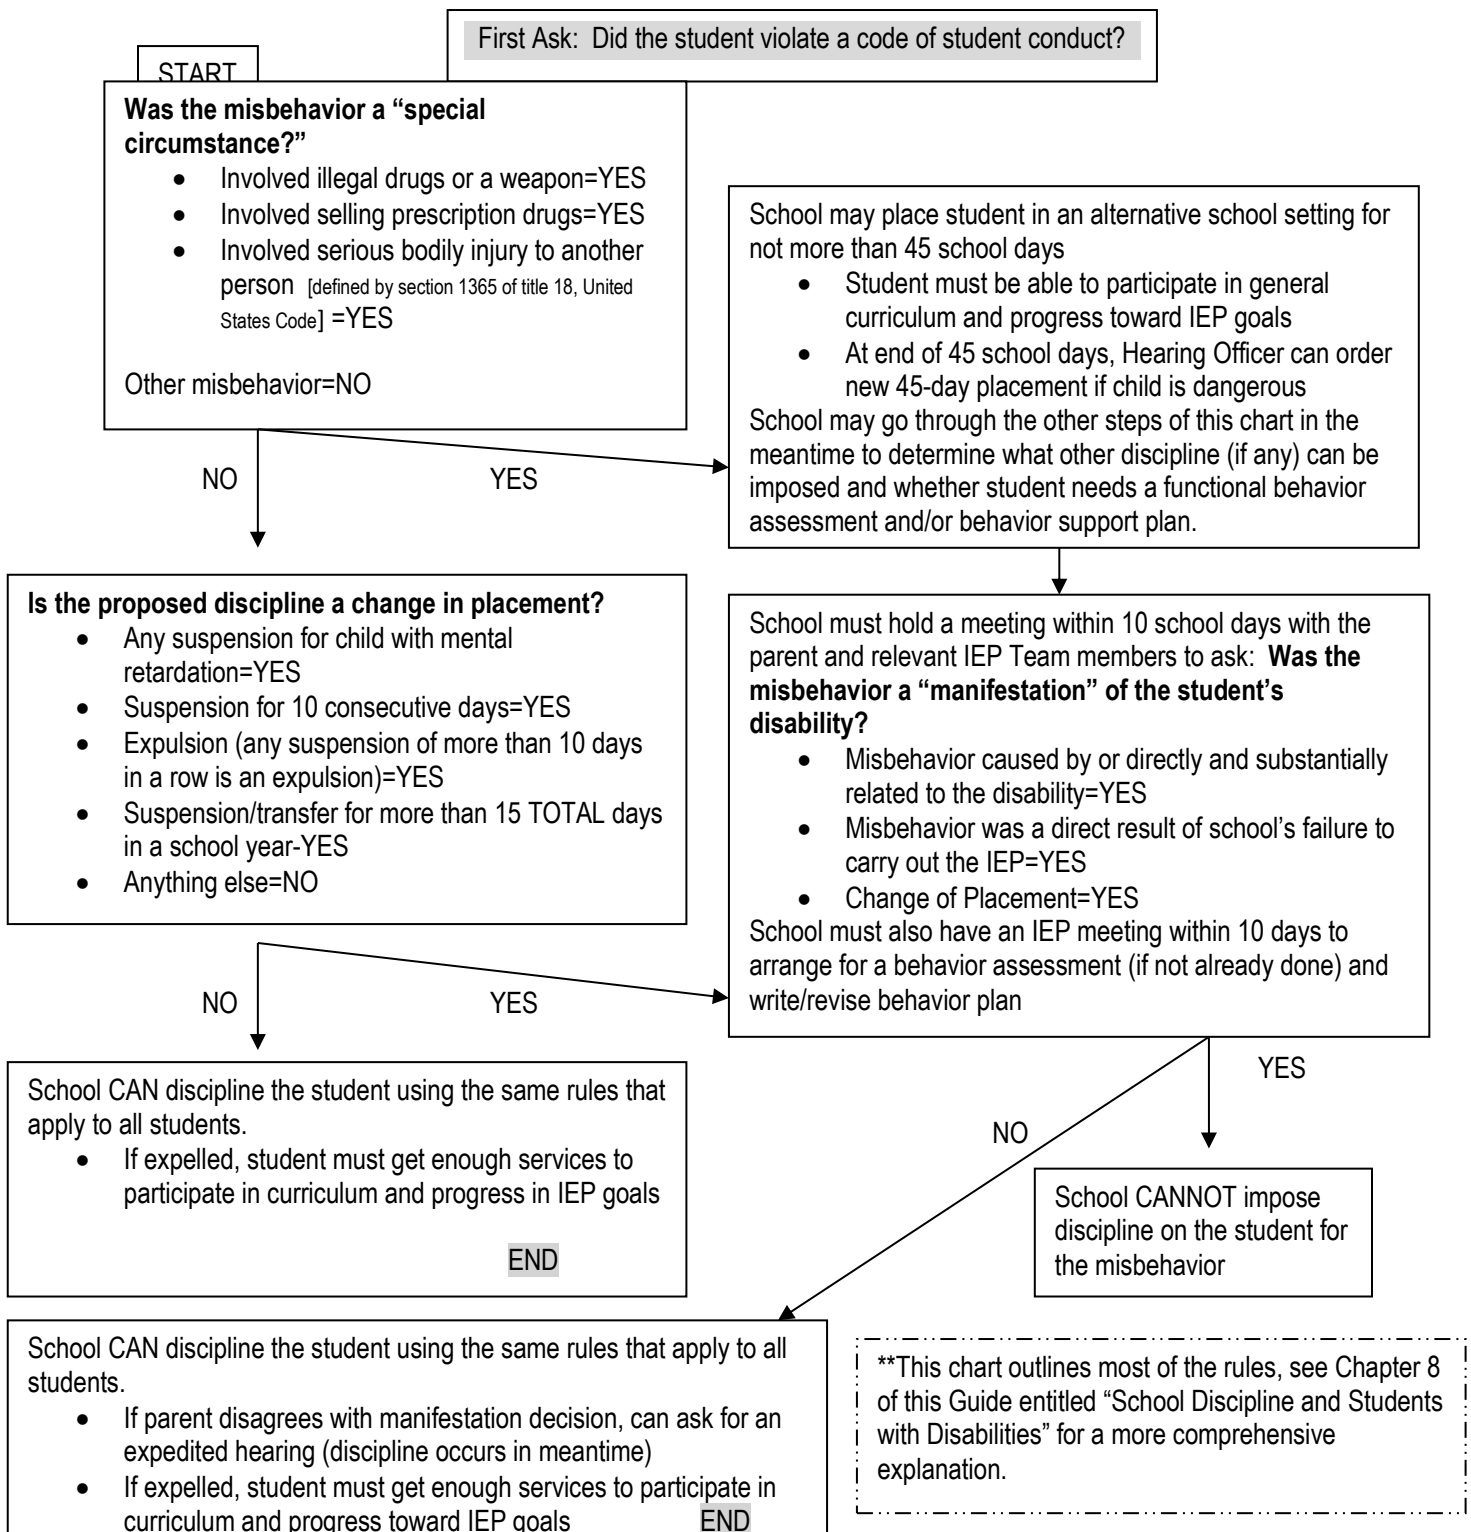 First Ask: Did the student violate a code of student conduct?
START
Was the misbehavior a “special
circumstance?”
• Involved illegal drugs or a weapon=YES
• Involved selling prescription drugs=YES
• Involved serious bodily injury to another
person [defined by section 1365 of title 18, United
States Code] =YES
Other misbehavior=NO
School may place student in an alternative school setting for
not more than 45 school days
• Student must be able to participate in general
curriculum and progress toward IEP goals
• At end of 45 school days, Hearing Officer can order
new 45-day placement if child is dangerous
School may go through the other steps of this chart in the
meantime to determine what other discipline (if any) can be
imposed and whether student needs a functional behavior
assessment and/or behavior support plan.
NO
YES
Is the proposed discipline a change in placement?
• Any suspension for child with mental
retardation=YES
• Suspension for 10 consecutive days=YES
• Expulsion (any suspension of more than 10 days
in a row is an expulsion)=YES
• Suspension/transfer for more than 15 TOTAL days
in a school year-YES
• Anything else=NO
School must hold a meeting within 10 school days with the
parent and relevant IEP Team members to ask: Was the
misbehavior a “manifestation” of the student’s
disability?
• Misbehavior caused by or directly and substantially
related to the disability=YES
• Misbehavior was a direct result of school’s failure to
carry out the IEP=YES
• Change of Placement=YES
School must also have an IEP meeting within 10 days to
arrange for a behavior assessment (if not already done) and
write/revise behavior plan
NO
YES
School CAN discipline the student using the same rules that
apply to all students.
• If expelled, student must get enough services to
participate in curriculum and progress in IEP goals
END
YES
NO
School CANNOT impose
discipline on the student for
the misbehavior
School CAN discipline the student using the same rules that apply to all
students.
• If parent disagrees with manifestation decision, can ask for an
expedited hearing (discipline occurs in meantime)
• If expelled, student must get enough services to participate in
curriculum and progress toward IEP goals END
**This chart outlines most of the rules, see Chapter 8
of this Guide entitled “School Discipline and Students
with Disabilities” for a more comprehensive
explanation.